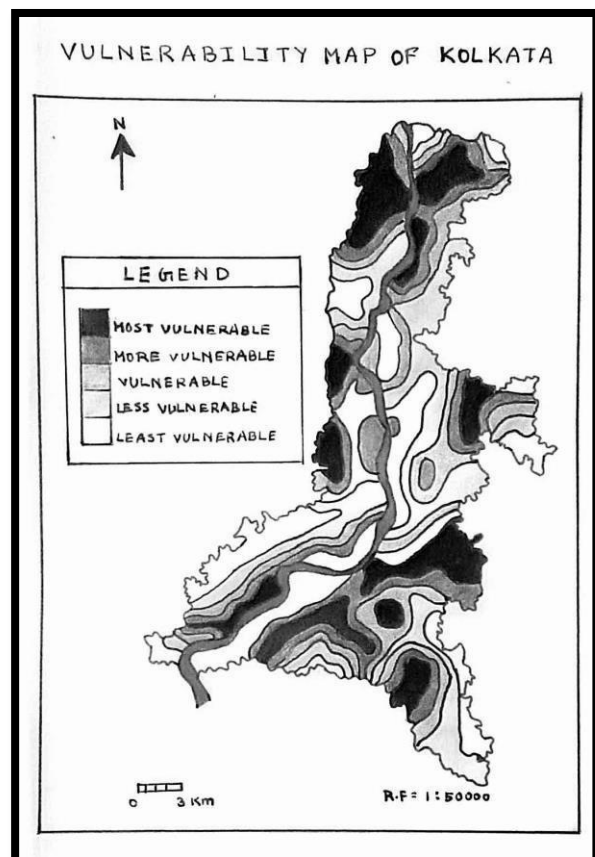 VULNERABILITY MAP OF KOLKATA
N
LEGEND
MOST VULNERABLE
MORE VULNERABLE
VULNERABLE
LESS VULNERABLE
LEAST VULNERABLE
0 3 Km
R.F = 1:50000